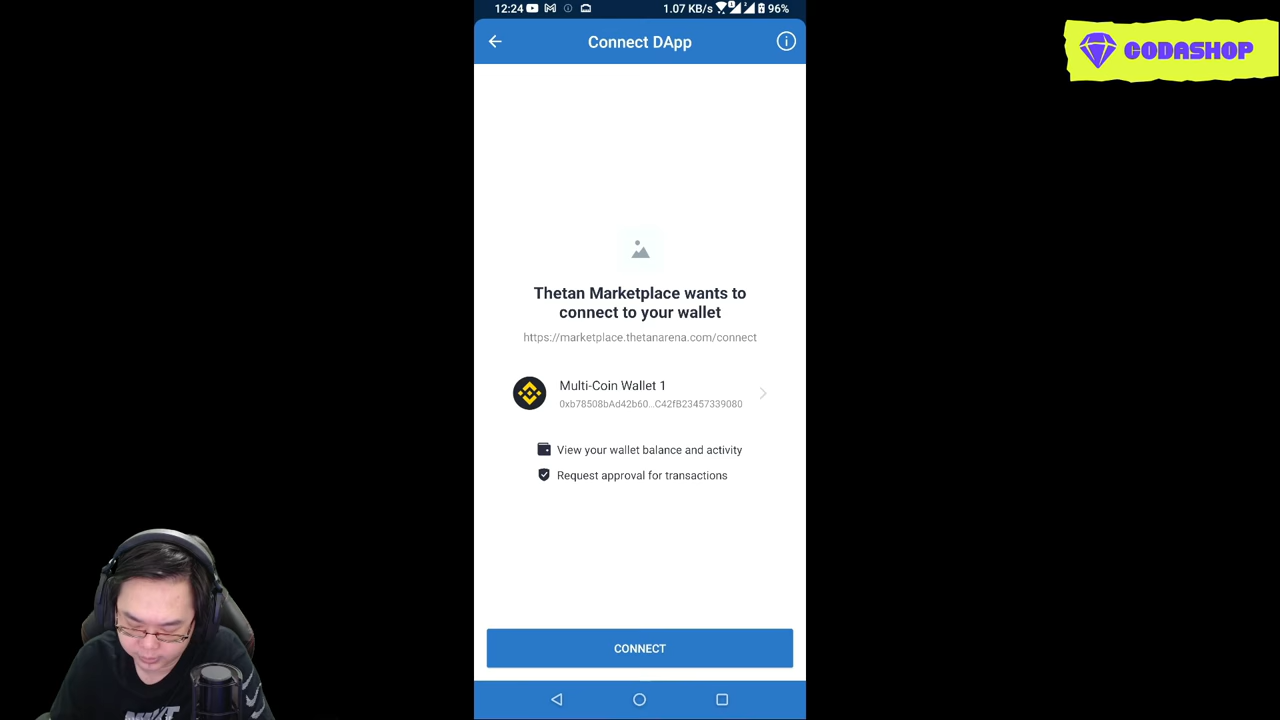 12:24
1.07 KB/s
96%
Connect DApp
CODASHOP
Thetan Marketplace wants to
connect to your wallet
https://marketplace.thetanarena.com/connect
Multi-Coin Wallet 1
0xb78508bAd42b60...C42fB23457339080
View your wallet balance and activity
Request approval for transactions
CONNECT